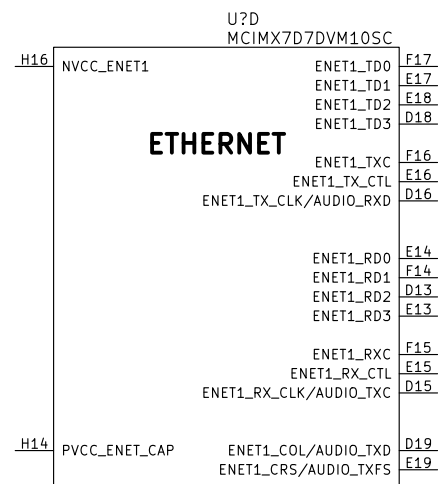 U?D
MCIMX7D7DVM10SC
H16 NVCC_ENET1 ENET1_TD0 F17
ENET1_TD1 E17
ENET1_TD2 E18
ENET1_TD3 D18
ETHERNET
ENET1_TXC F16
ENET1_TX_CTL E16
ENET1_TX_CLK/AUDIO_RXD D16
ENET1_RD0 E14
ENET1_RD1 F14
ENET1_RD2 D13
ENET1_RD3 E13
ENET1_RXC F15
ENET1_RX_CTL E15
ENET1_RX_CLK/AUDIO_TXC D15
H14 PVCC_ENET_CAP ENET1_COL/AUDIO_TXD D19
ENET1_CRS/AUDIO_TXFS E19